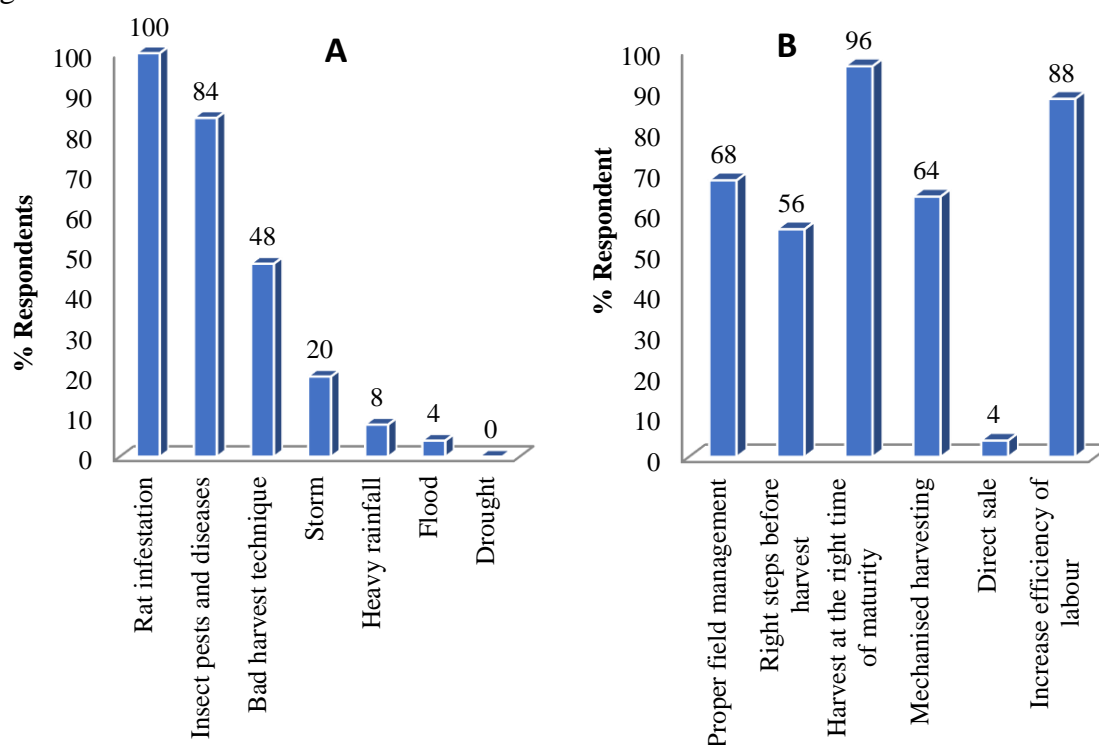 A
% Respondents
100
90
80
70
60
50
40
30
20
10
0
100
84
48
20
8
4
0
Rat infestation
Insect pests and diseases
Bad harvest technique
Storm
Heavy rainfall
Flood
Drought
B
% Respondent
100
90
80
70
60
50
40
30
20
10
0
68
56
96
64
4
88
Proper field management
Right steps before
harvest
Harvest at the right time
of maturity
Mechanised harvesting
Direct sale
Increase efficiency of
labour